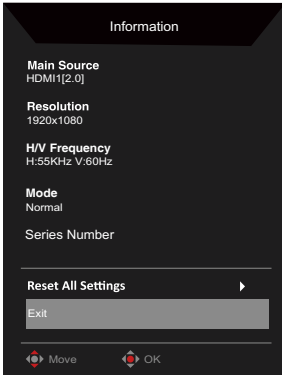 Information
Main Source
HDMI1[2.0]
Resolution
1920x1080
H/V Frequency
H:55KHz V:60Hz
Mode
Normal
Series Number
Reset All Settings
Exit
Move OK